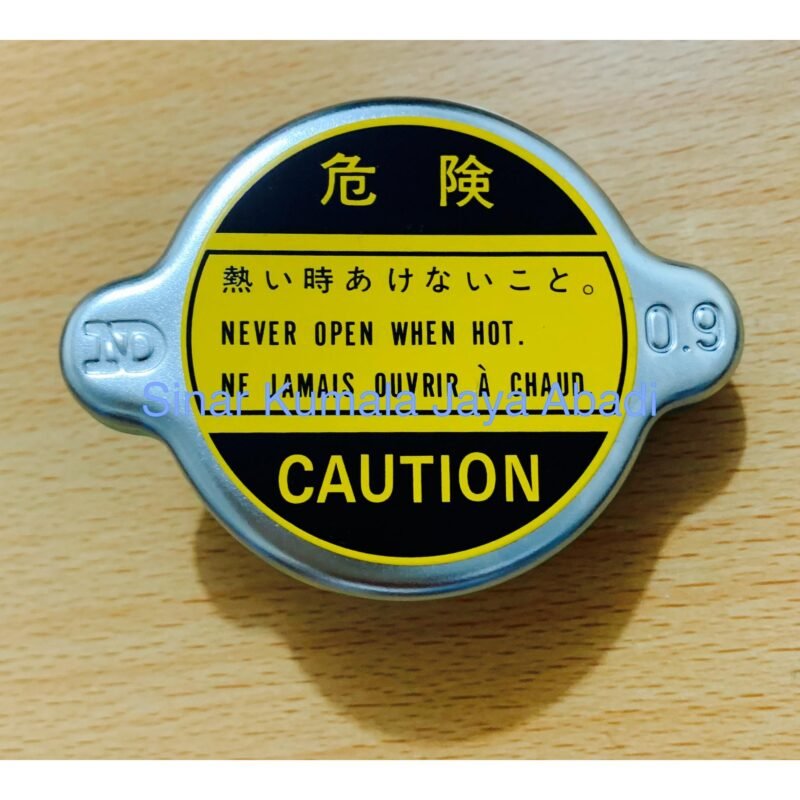 危険
熱い時あけないこと。
NEVER OPEN WHEN HOT.
NE JAMAIS OUVRIR À CHAUD.
Sinar Kumala Jaya Abadi
CAUTION
ND
0.9